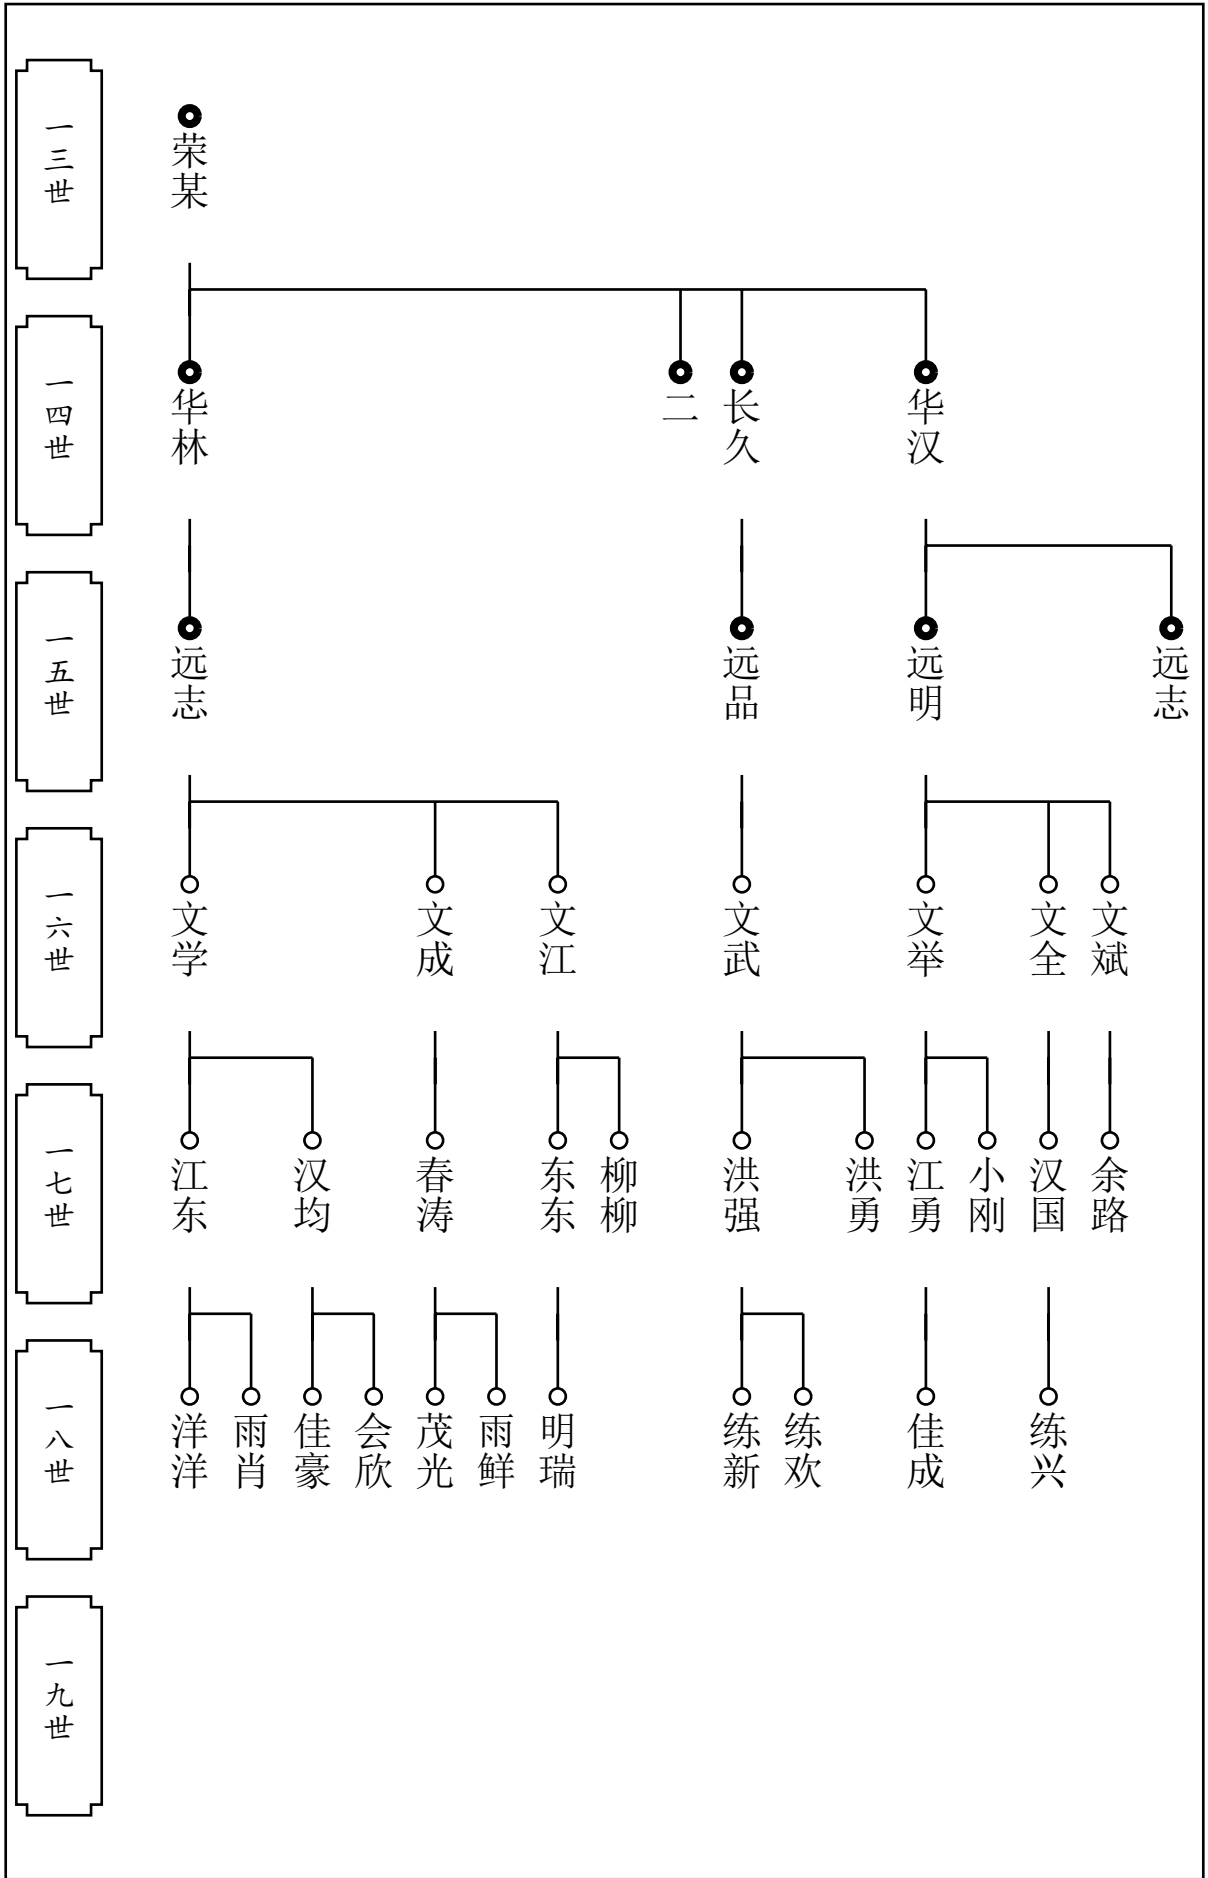 一三世
荣某
一四世
华林
二
长久
华汉
一五世
远志
远品
远明
远志
一六世
文学
文成
文江
文武
文举
文全
文斌
一七世
江东
汉均
春涛
东东
柳柳
洪强
洪勇
江勇
小刚
汉国
余路
一八世
洋洋
雨肖
佳豪
会欣
茂光
雨鲜
明瑞
练新
练欢
佳成
练兴
一九世